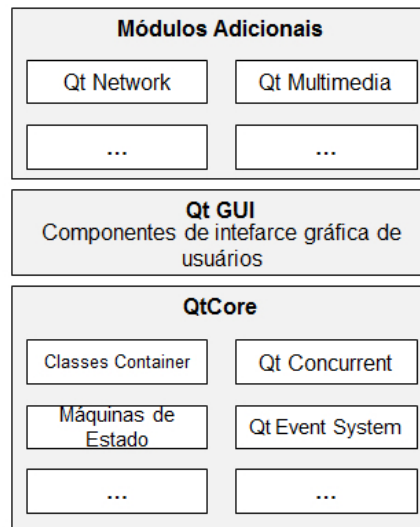 Módulos Adicionais
Qt Network
Qt Multimedia
...
...
Qt GUI
Componentes de intefarce gráfica de
usuários
QtCore
Classes Container
Qt Concurrent
Máquinas de
Estado
Qt Event System
...
...